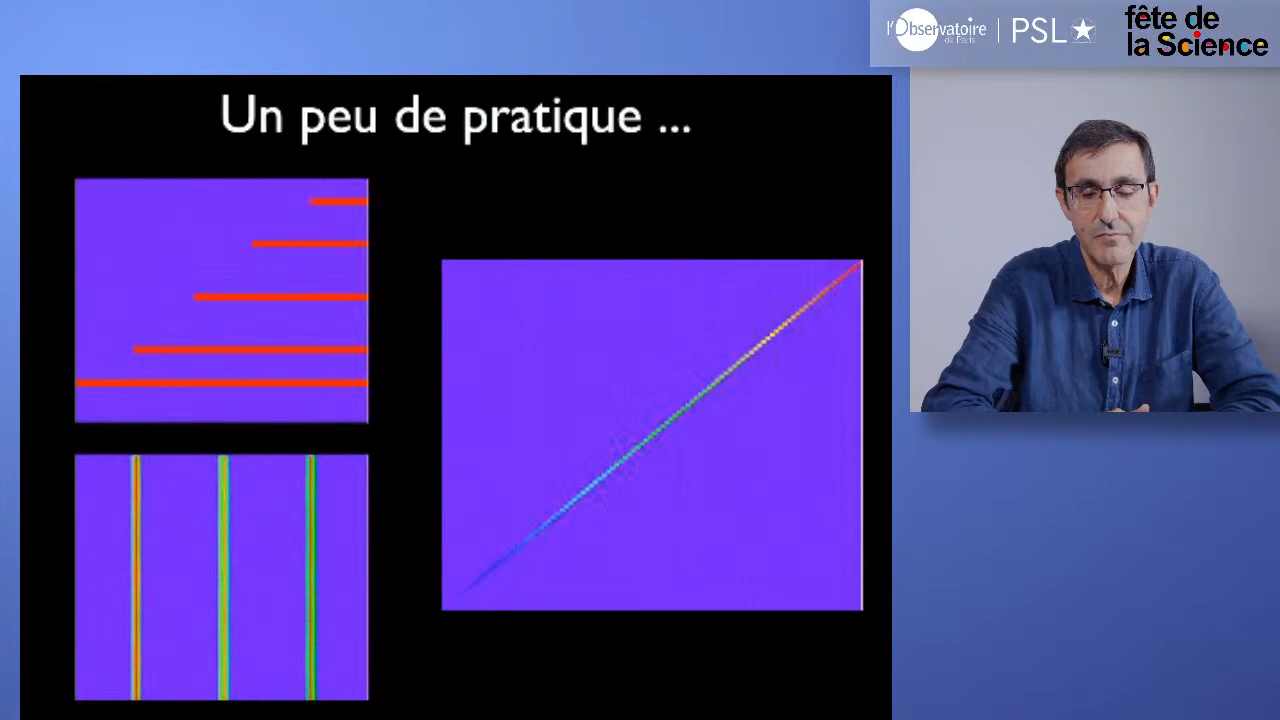 l'Observatoire
de Paris
PSL
fête de
la Science
Un peu de pratique ...